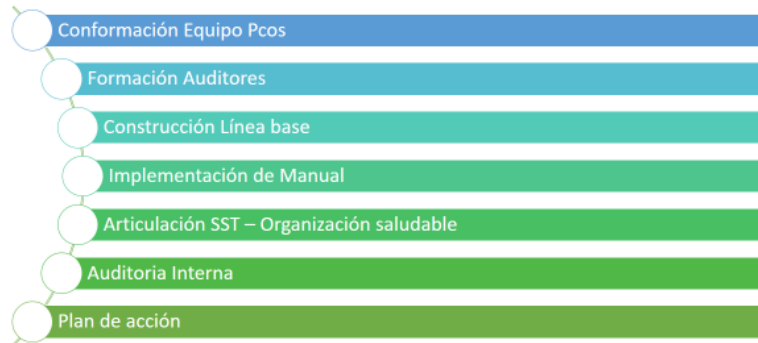 Conformación Equipo Pcos
Formación Auditores
Construcción Línea base
Implementación de Manual
Articulación SST – Organización saludable
Auditoria Interna
Plan de acción